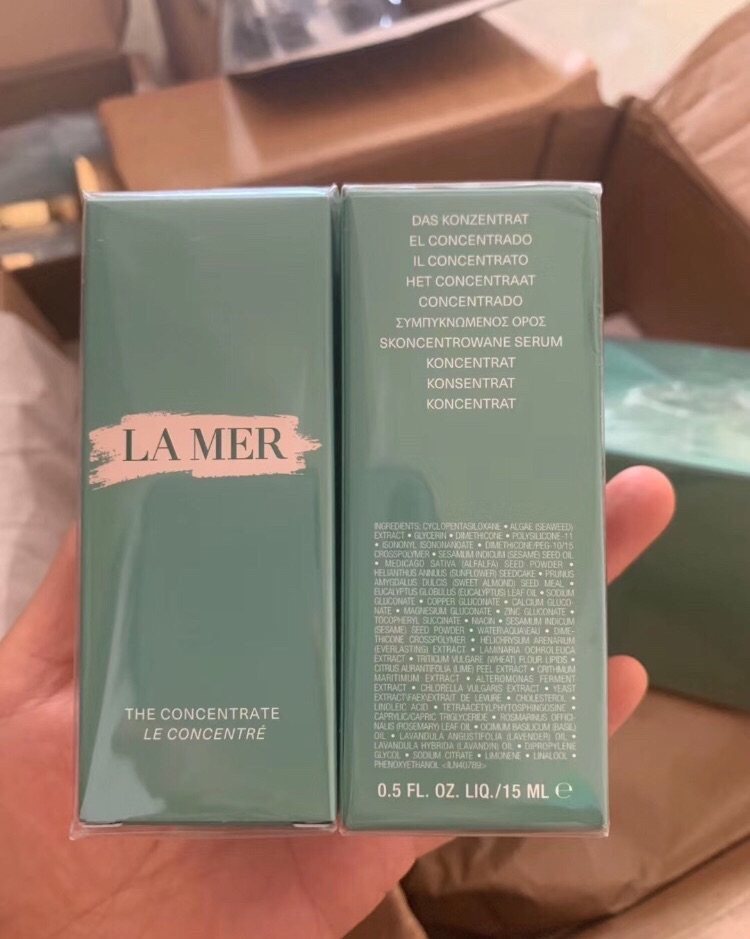 LA MER
THE CONCENTRATE
LE CONCENTRÉ
DAS KONZENTRAT
EL CONCENTRADO
IL CONCENTRATO
HET CONCENTRAAT
CONCENTRADO
ΣΥΜΠΥΚΝΩΜΕΝΟΣ ΟΡΟΣ
SKONCENTROWANE SERUM
KONCENTRAT
KONSENTRAT
KONCENTRAT
INGREDIENTS: CYCLOPENTASILOXANE • ALGAE (SEAWEED)
EXTRACT • GLYCERIN • DIMETHICONE • POLYSILICONE-11
• ISONONYL ISONONANOATE • DIMETHICONE/PEG-10/15
CROSSPOLYMER • SESAMUM INDICUM (SESAME) SEED OIL
• MEDICAGO SATIVA (ALFALFA) SEED POWDER •
HELIANTHUS ANNUUS (SUNFLOWER) SEEDCAKE • PRUNUS
AMYGDALUS DULCIS (SWEET ALMOND) SEED MEAL •
EUCALYPTUS GLOBULUS (EUCALYPTUS) LEAF OIL • SODIUM
GLUCONATE • COPPER GLUCONATE • CALCIUM GLUCO-
NATE • MAGNESIUM GLUCONATE • ZINC GLUCONATE •
TOCOPHERYL SUCCINATE • NIACIN • SESAMUM INDICUM
(SESAME) SEED POWDER • WATER\AQUA\EAU • DIME-
THICONE CROSSPOLYMER • HELICHRYSUM ARENARIUM
(EVERLASTING) EXTRACT • LAMINARIA OCHROLEUCA
EXTRACT • TRITICUM VULGARE (WHEAT) FLOUR LIPIDS •
CITRUS AURANTIFOLIA (LIME) PEEL EXTRACT • CRITHMUM
MARITIMUM EXTRACT • ALTEROMONAS FERMENT
EXTRACT • CHLORELLA VULGARIS EXTRACT • YEAST
EXTRACT\FAEX\EXTRAIT DE LEVURE • CHOLESTEROL •
LINOLEIC ACID • TETRAACETYLPHYTOSPHINGOSINE •
CAPRYLIC/CAPRIC TRIGLYCERIDE • ROSMARINUS OFFICI-
NALIS (ROSEMARY) LEAF OIL • OCIMUM BASILICUM (BASIL)
OIL • LAVANDULA ANGUSTIFOLIA (LAVENDER) OIL •
LAVANDULA HYBRIDA (LAVANDIN) OIL • DIPROPYLENE
GLYCOL • SODIUM CITRATE • LIMONENE • LINALOOL •
PHENOXYETHANOL <ILN40789>
0.5 FL. OZ. LIQ./15 ML ℮